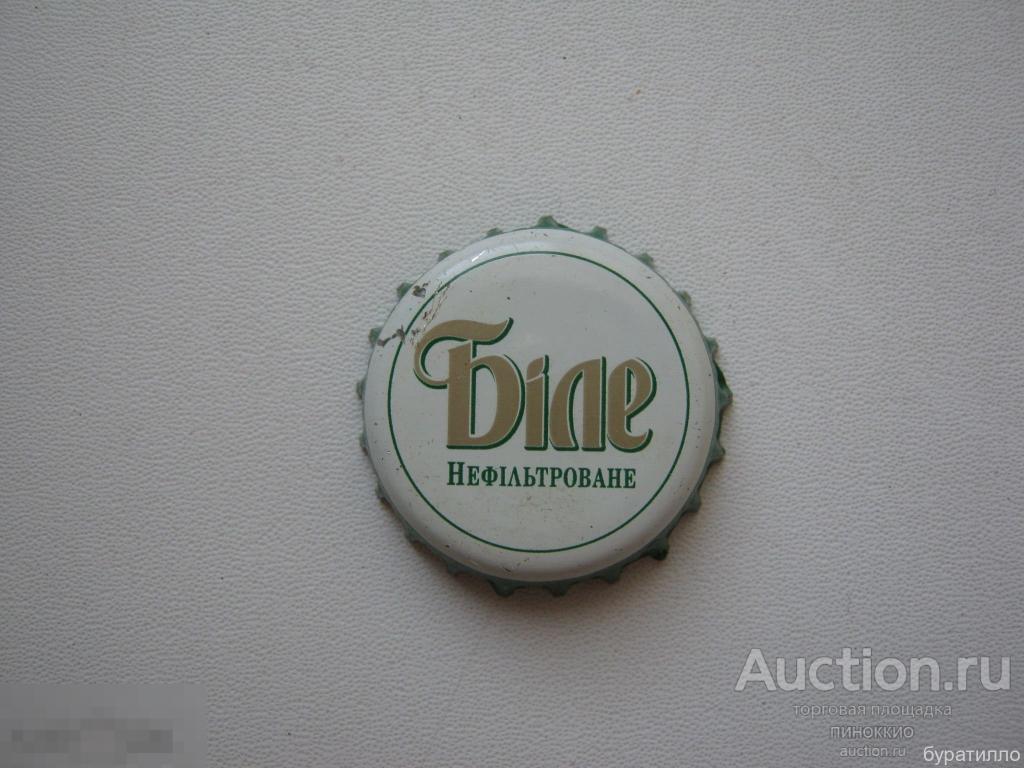 Біле
Нефільтроване
Auction.ru
торговая площадка
пиноккио
auction.ru
буратилло